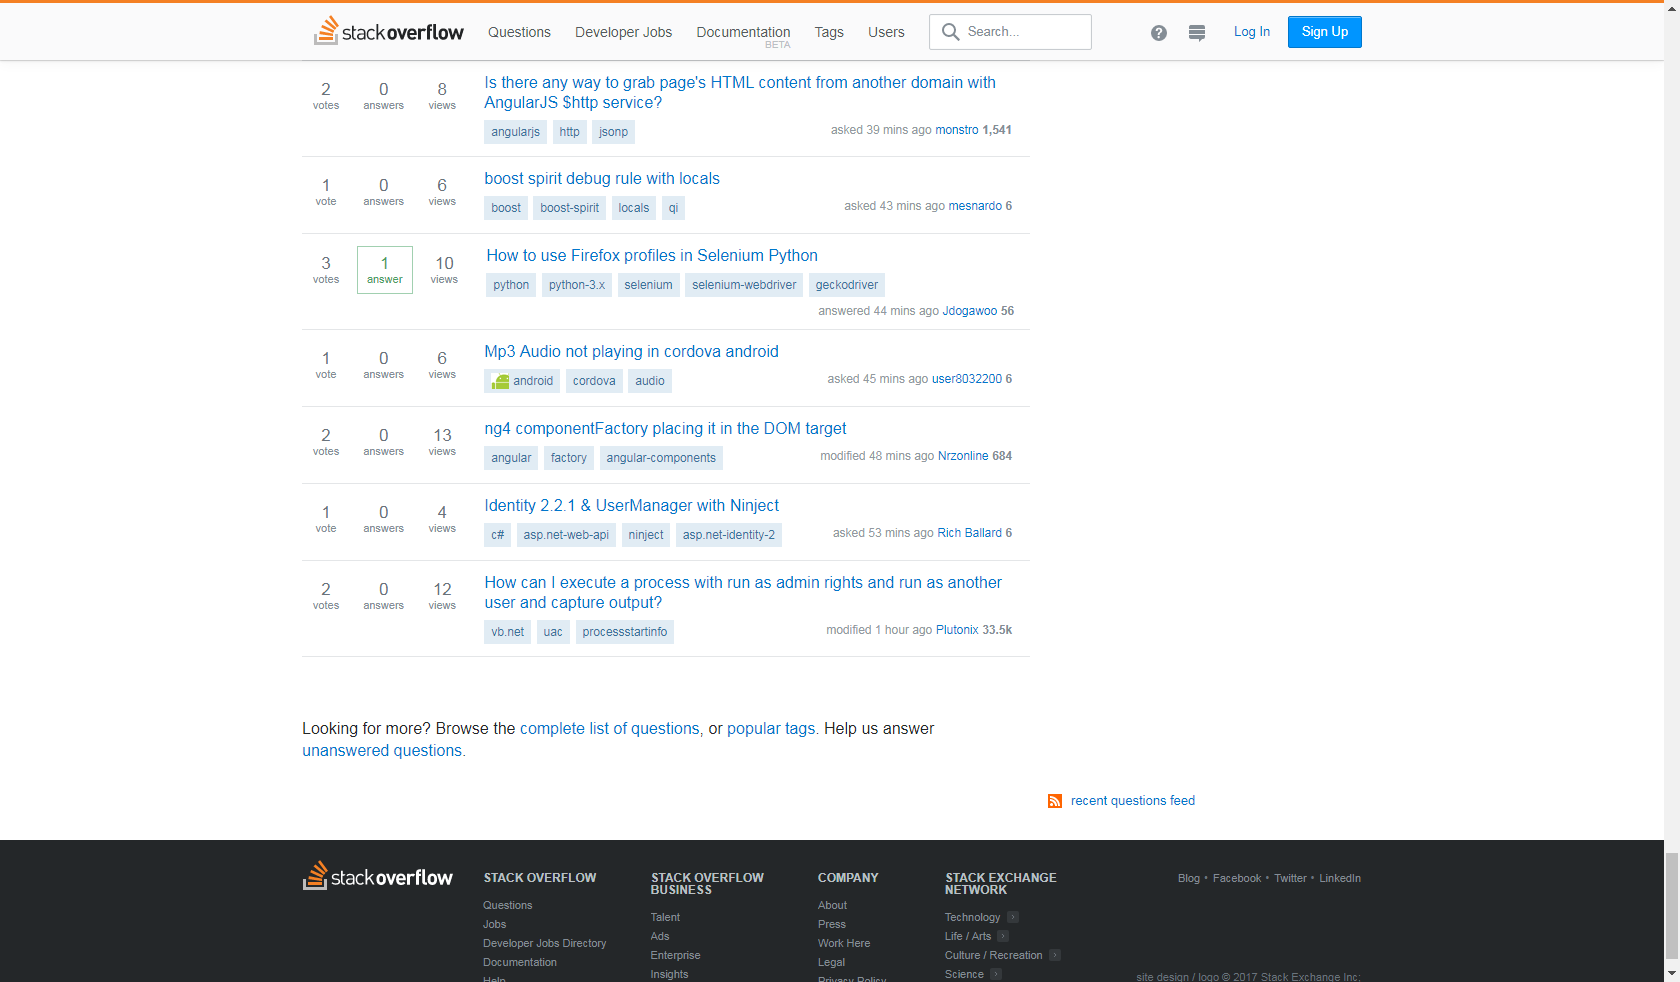 stackoverflow Questions Developer Jobs Documentation BETA Tags Users Search... ? Log In Sign Up
2 votes 0 answers 8 views
Is there any way to grab page's HTML content from another domain with
AngularJS $http service?
angularjs http jsonp
asked 39 mins ago monstro 1,541
1 vote 0 answers 6 views
boost spirit debug rule with locals
boost boost-spirit locals qi
asked 43 mins ago mesnardo 6
3 votes 1 answer 10 views
How to use Firefox profiles in Selenium Python
python python-3.x selenium selenium-webdriver geckodriver
answered 44 mins ago Jdogawoo 56
1 vote 0 answers 6 views
Mp3 Audio not playing in cordova android
android cordova audio
asked 45 mins ago user8032200 6
2 votes 0 answers 13 views
ng4 componentFactory placing it in the DOM target
angular factory angular-components
modified 48 mins ago Nrzonline 684
1 vote 0 answers 4 views
Identity 2.2.1 & UserManager with Ninject
c# asp.net-web-api ninject asp.net-identity-2
asked 53 mins ago Rich Ballard 6
2 votes 0 answers 12 views
How can I execute a process with run as admin rights and run as another
user and capture output?
vb.net uac processstartinfo
modified 1 hour ago Plutonix 33.5k
Looking for more? Browse the complete list of questions, or popular tags. Help us answer
unanswered questions.
recent questions feed
stackoverflow
STACK OVERFLOW
Questions
Jobs
Developer Jobs Directory
Documentation
Help
STACK OVERFLOW
BUSINESS
Talent
Ads
Enterprise
Insights
COMPANY
About
Press
Work Here
Legal
Privacy Policy
STACK EXCHANGE
NETWORK
Technology
Life / Arts
Culture / Recreation
Science
Blog • Facebook • Twitter • LinkedIn
site design / logo © 2017 Stack Exchange Inc;